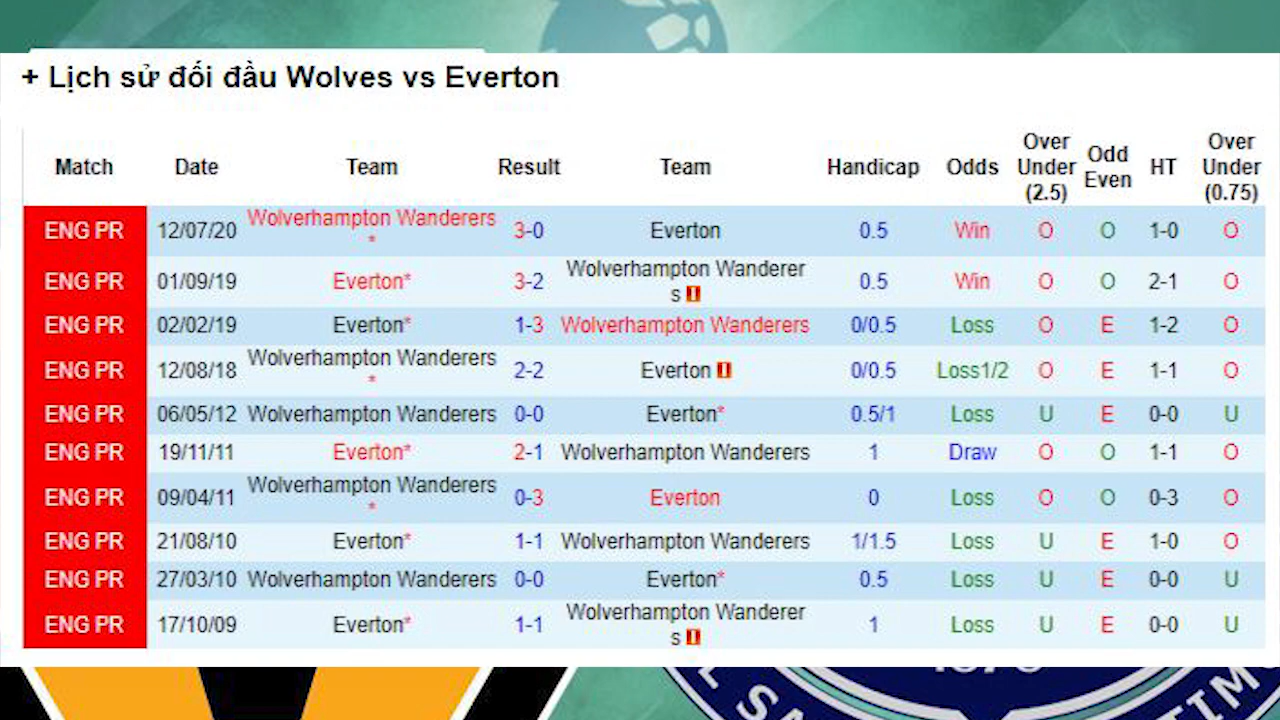 + Lịch sử đối đầu Wolves vs Everton
Match Date Team Result Team Handicap Odds Over Under (2.5) Odd Even HT Over Under (0.75)
ENG PR 12/07/20 Wolverhampton Wanderers * 3-0 Everton 0.5 Win O O 1-0 O
ENG PR 01/09/19 Everton* 3-2 Wolverhampton Wanderer s 0.5 Win O O 2-1 O
ENG PR 02/02/19 Everton* 1-3 Wolverhampton Wanderers 0/0.5 Loss O E 1-2 O
ENG PR 12/08/18 Wolverhampton Wanderers * 2-2 Everton 0/0.5 Loss1/2 O E 1-1 O
ENG PR 06/05/12 Wolverhampton Wanderers 0-0 Everton* 0.5/1 Loss U E 0-0 U
ENG PR 19/11/11 Everton* 2-1 Wolverhampton Wanderers 1 Draw O O 1-1 O
ENG PR 09/04/11 Wolverhampton Wanderers * 0-3 Everton 0 Loss O O 0-3 O
ENG PR 21/08/10 Everton* 1-1 Wolverhampton Wanderers 1/1.5 Loss U E 1-0 O
ENG PR 27/03/10 Wolverhampton Wanderers 0-0 Everton* 0.5 Loss U E 0-0 U
ENG PR 17/10/09 Everton* 1-1 Wolverhampton Wanderer s 1 Loss U E 0-0 U